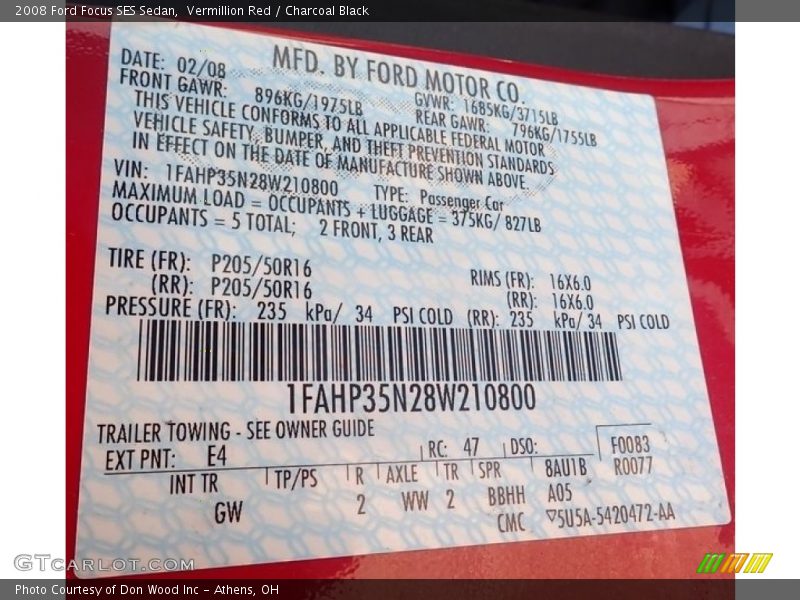 2008 Ford Focus SES Sedan,  Vermillion Red / Charcoal Black
MFD. BY FORD MOTOR CO.
DATE: 02/08
GVWR: 1685KG/3715LB
FRONT GAWR: 896KG/1975LB
REAR GAWR: 796KG/1755LB
THIS VEHICLE CONFORMS TO ALL APPLICABLE FEDERAL MOTOR
VEHICLE SAFETY, BUMPER, AND THEFT PREVENTION STANDARDS
IN EFFECT ON THE DATE OF MANUFACTURE SHOWN ABOVE.
VIN: 1FAHP35N28W210800 TYPE: Passenger Car
MAXIMUM LOAD = OCCUPANTS + LUGGAGE = 375KG/ 827LB
OCCUPANTS = 5 TOTAL; 2 FRONT, 3 REAR
TIRE (FR): P205/50R16 RIMS (FR): 16X6.0
(RR): P205/50R16 (RR): 16X6.0
PRESSURE (FR): 235 kPa/ 34 PSI COLD (RR): 235 kPa/ 34 PSI COLD
1FAHP35N28W210800
TRAILER TOWING - SEE OWNER GUIDE
EXT PNT: E4 RC: 47 DSO: F0083
INT TR TP/PS R AXLE TR SPR 8AU1B R0077
GW 2 WW 2 BBHH A05
CMC ▽5U5A-5420472-AA
GTCarLot.com
Photo Courtesy of Don Wood Inc - Athens, OH